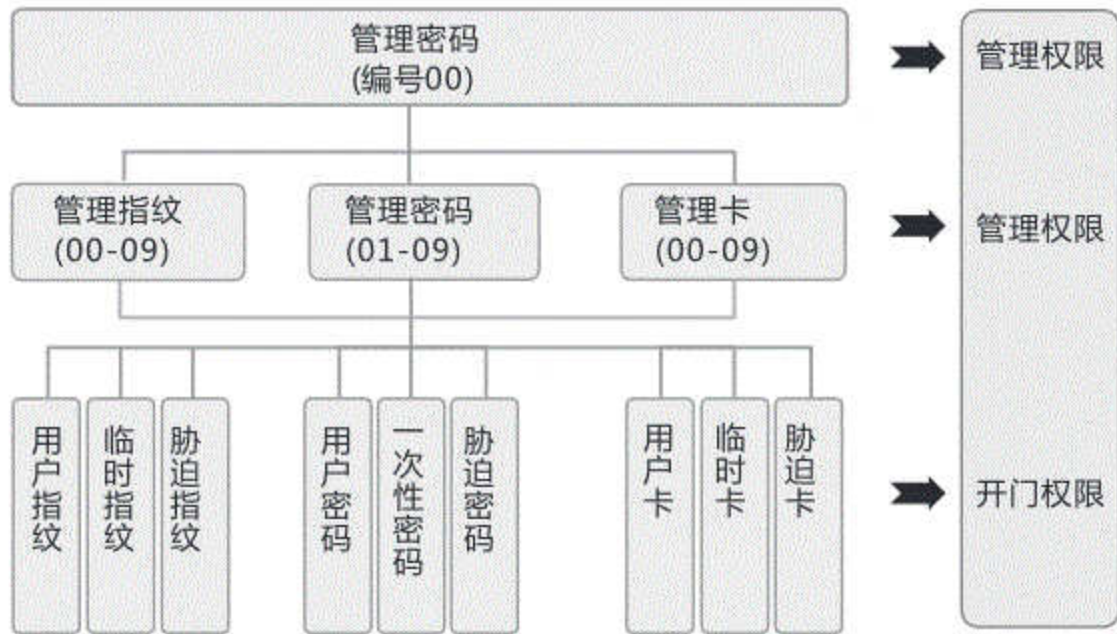 管理密码
(编号00)
管理权限
管理指纹
(00-09)
管理密码
(01-09)
管理卡
(00-09)
管理权限
用户指纹
临时指纹
胁迫指纹
用户密码
一次性密码
胁迫密码
用户卡
临时卡
胁迫卡
开门权限